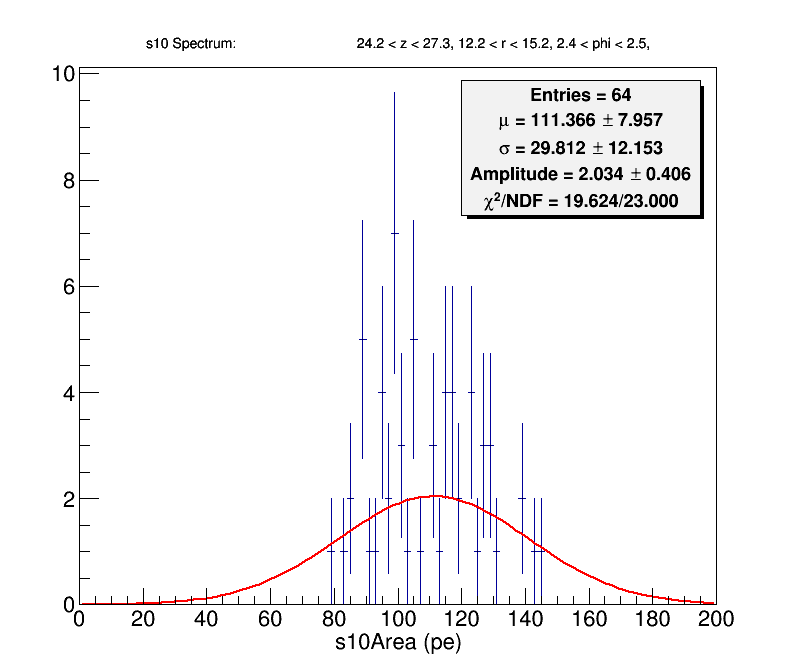 s10 Spectrum: 24.2 < z < 27.3, 12.2 < r < 15.2, 2.4 < phi < 2.5,
Entries = 64
μ = 111.366 ± 7.957
σ = 29.812 ± 12.153
Amplitude = 2.034 ± 0.406
χ²/NDF = 19.624/23.000
10
8
6
4
2
0
0 20 40 60 80 100 120 140 160 180 200
s10Area (pe)